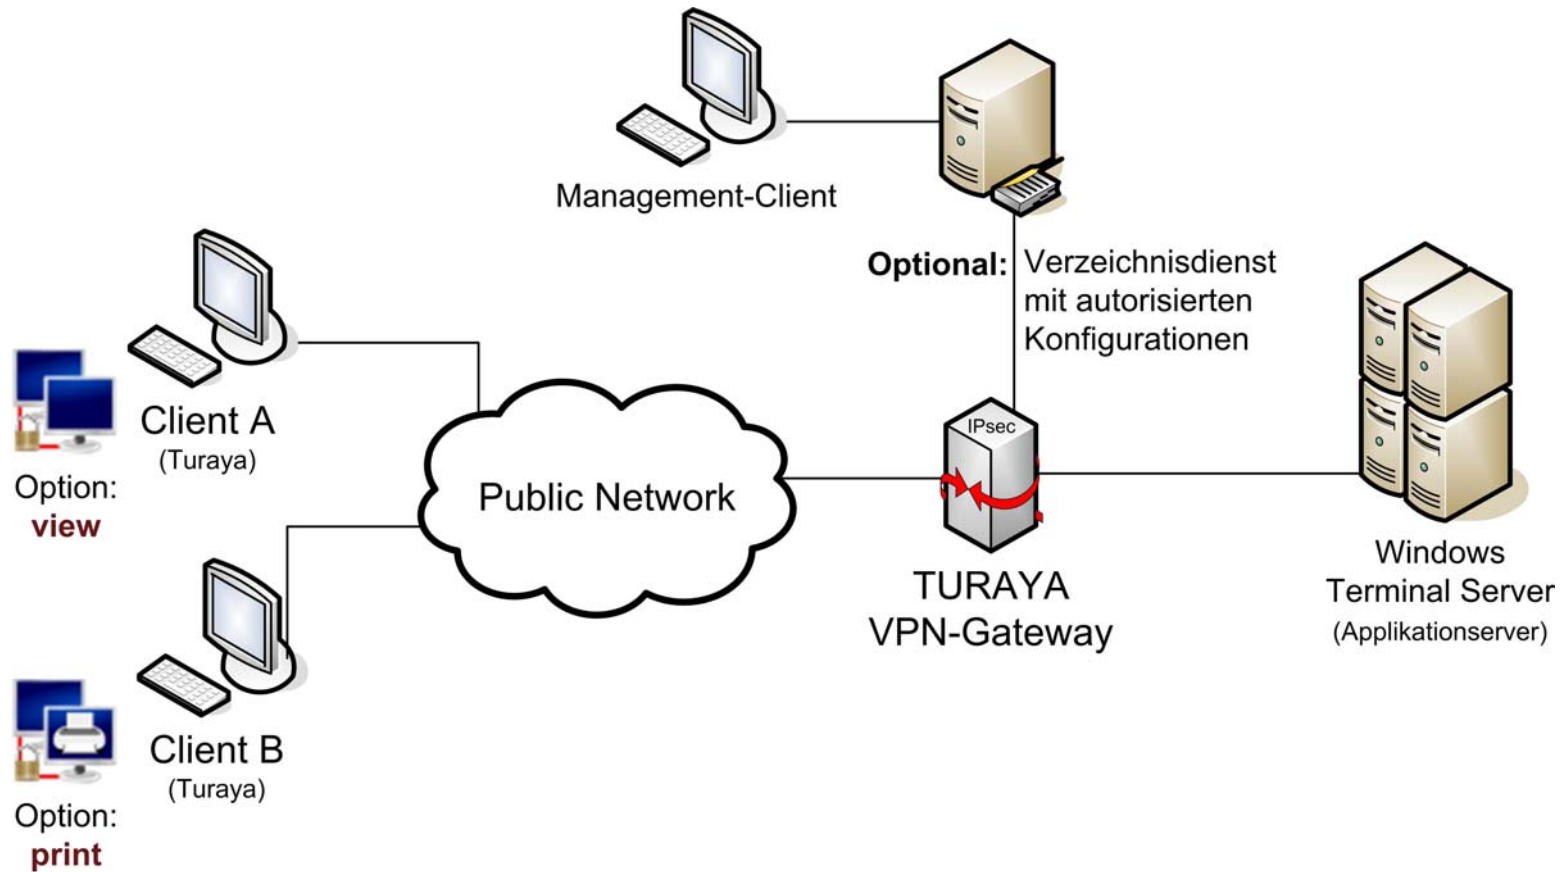 Management-Client
Optional: Verzeichnisdienst
mit autorisierten
Konfigurationen
Client A
(Turaya)
Option:
view
Public Network
IPsec
TURAYA
VPN-Gateway
Windows
Terminal Server
(Applikationserver)
Client B
(Turaya)
Option:
print